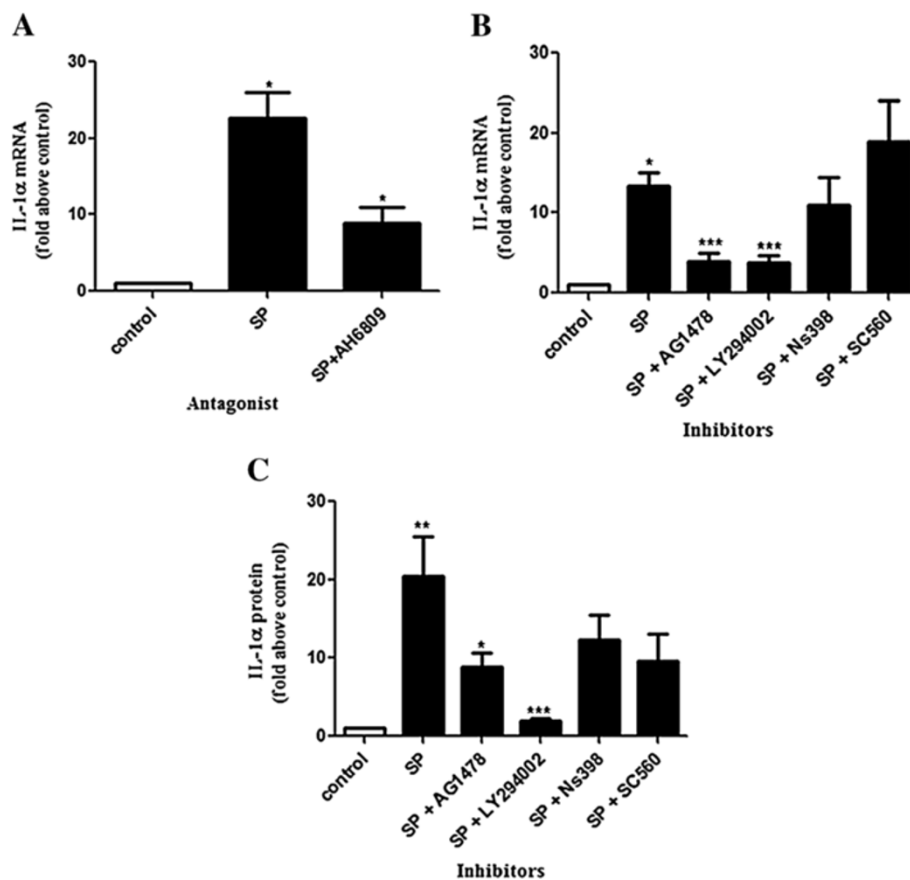 A
IL-1α mRNA
(fold above control)
30
20
10
0
*
*
control
SP
SP+AH6809
Antagonist
B
IL-1α mRNA
(fold above control)
30
20
10
0
*
***
***
control
SP
SP + AG1478
SP + LY294002
SP + Ns398
SP + SC560
Inhibitors
C
IL-1α protein
(fold above control)
30
20
10
0
**
*
***
control
SP
SP + AG1478
SP + LY294002
SP + Ns398
SP + SC560
Inhibitors